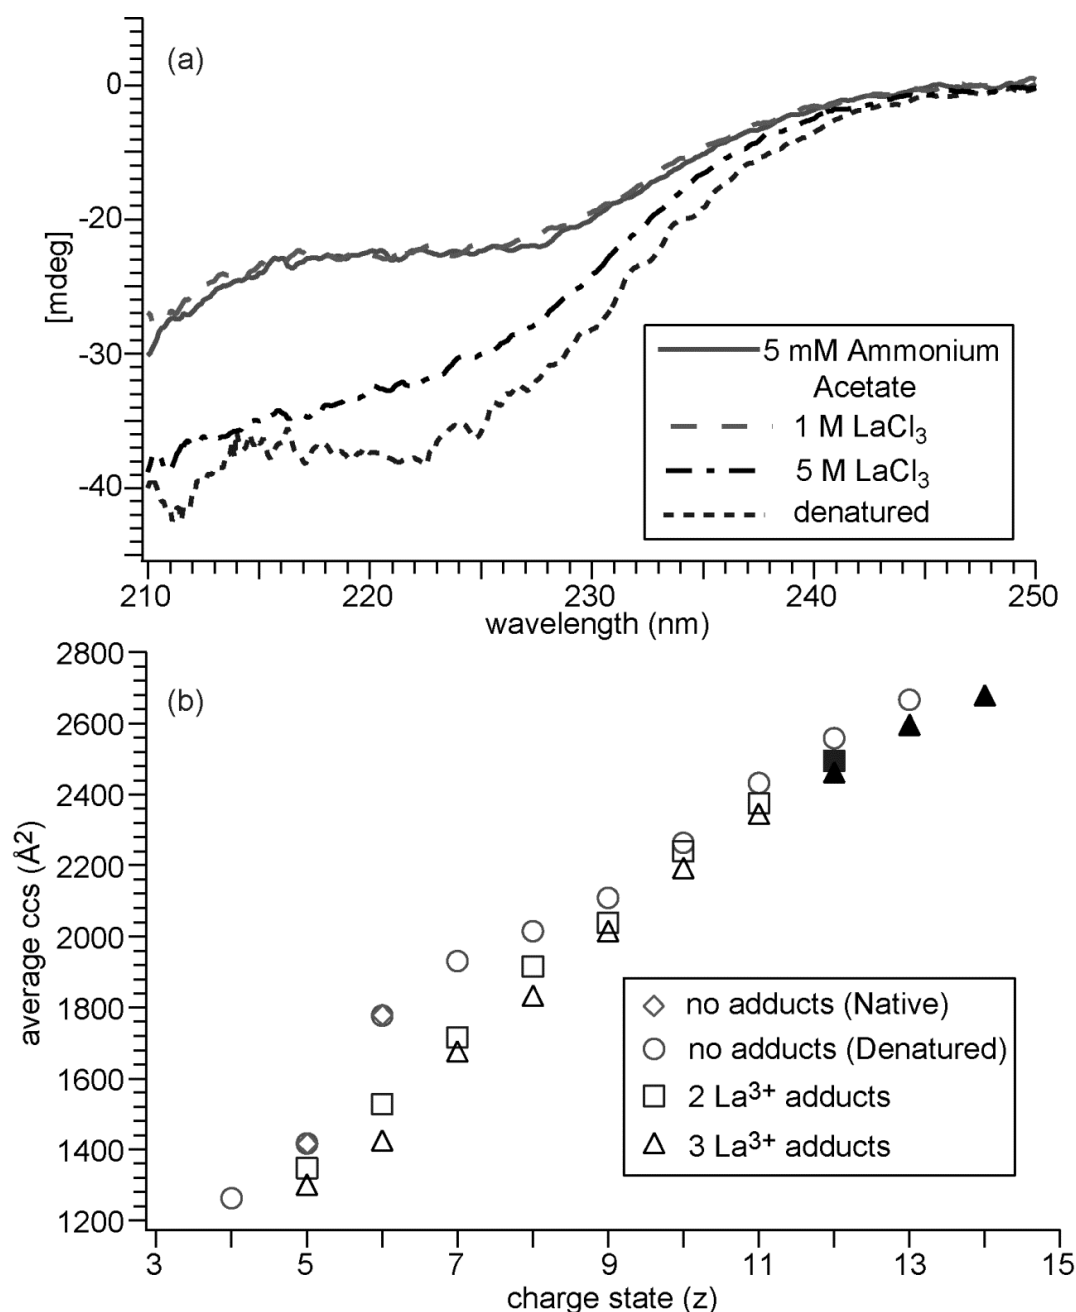 (a)
0
-20
-30
-40
[mdeg]
5 mM Ammonium
Acetate
1 M LaCl₃
5 M LaCl₃
denatured
210 220 230 240 250
wavelength (nm)
(b)
2800
2600
2400
2200
2000
1800
1600
1400
1200
average ccs (Å²)
no adducts (Native)
no adducts (Denatured)
2 La³⁺ adducts
3 La³⁺ adducts
3 5 7 9 11 13 15
charge state (z)